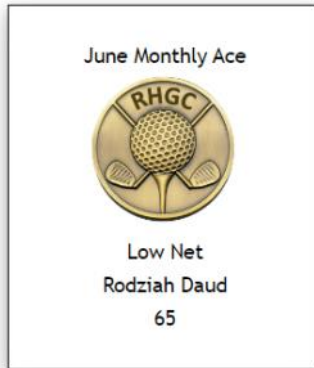 June Monthly Ace
RHGC
Low Net
Rodziah Daud
65